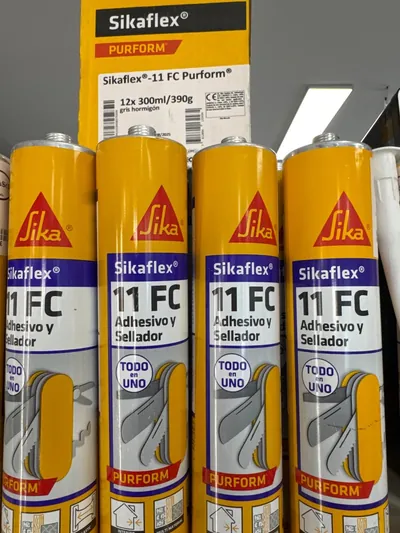 Sikaflex®
PURFORM®
Sikaflex®-11 FC Purform®
12x 300ml/390g
gris hormigón
Sika
Sikaflex®
11 FC
Adhesivo y
Sellador
TODO
en
UNO
PURFORM®
Sika
Sikaflex®
11 FC
Adhesivo y
Sellador
TODO
en
UNO
PURFORM®
Sika
Sikaflex®
11 FC
Adhesivo y
Sellador
TODO
en
UNO
PURFORM®
Sika
Sikaflex®
11 FC
Adhesivo y
Sellador
TODO
en
UNO
PURFORM®